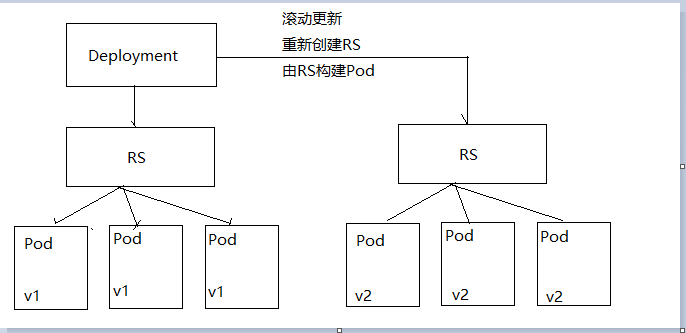 滚动更新
重新创建RS
由RS构建Pod
Deployment
RS
RS
Pod
v1
Pod
v1
Pod
v1
Pod
v2
Pod
v2
Pod
v2